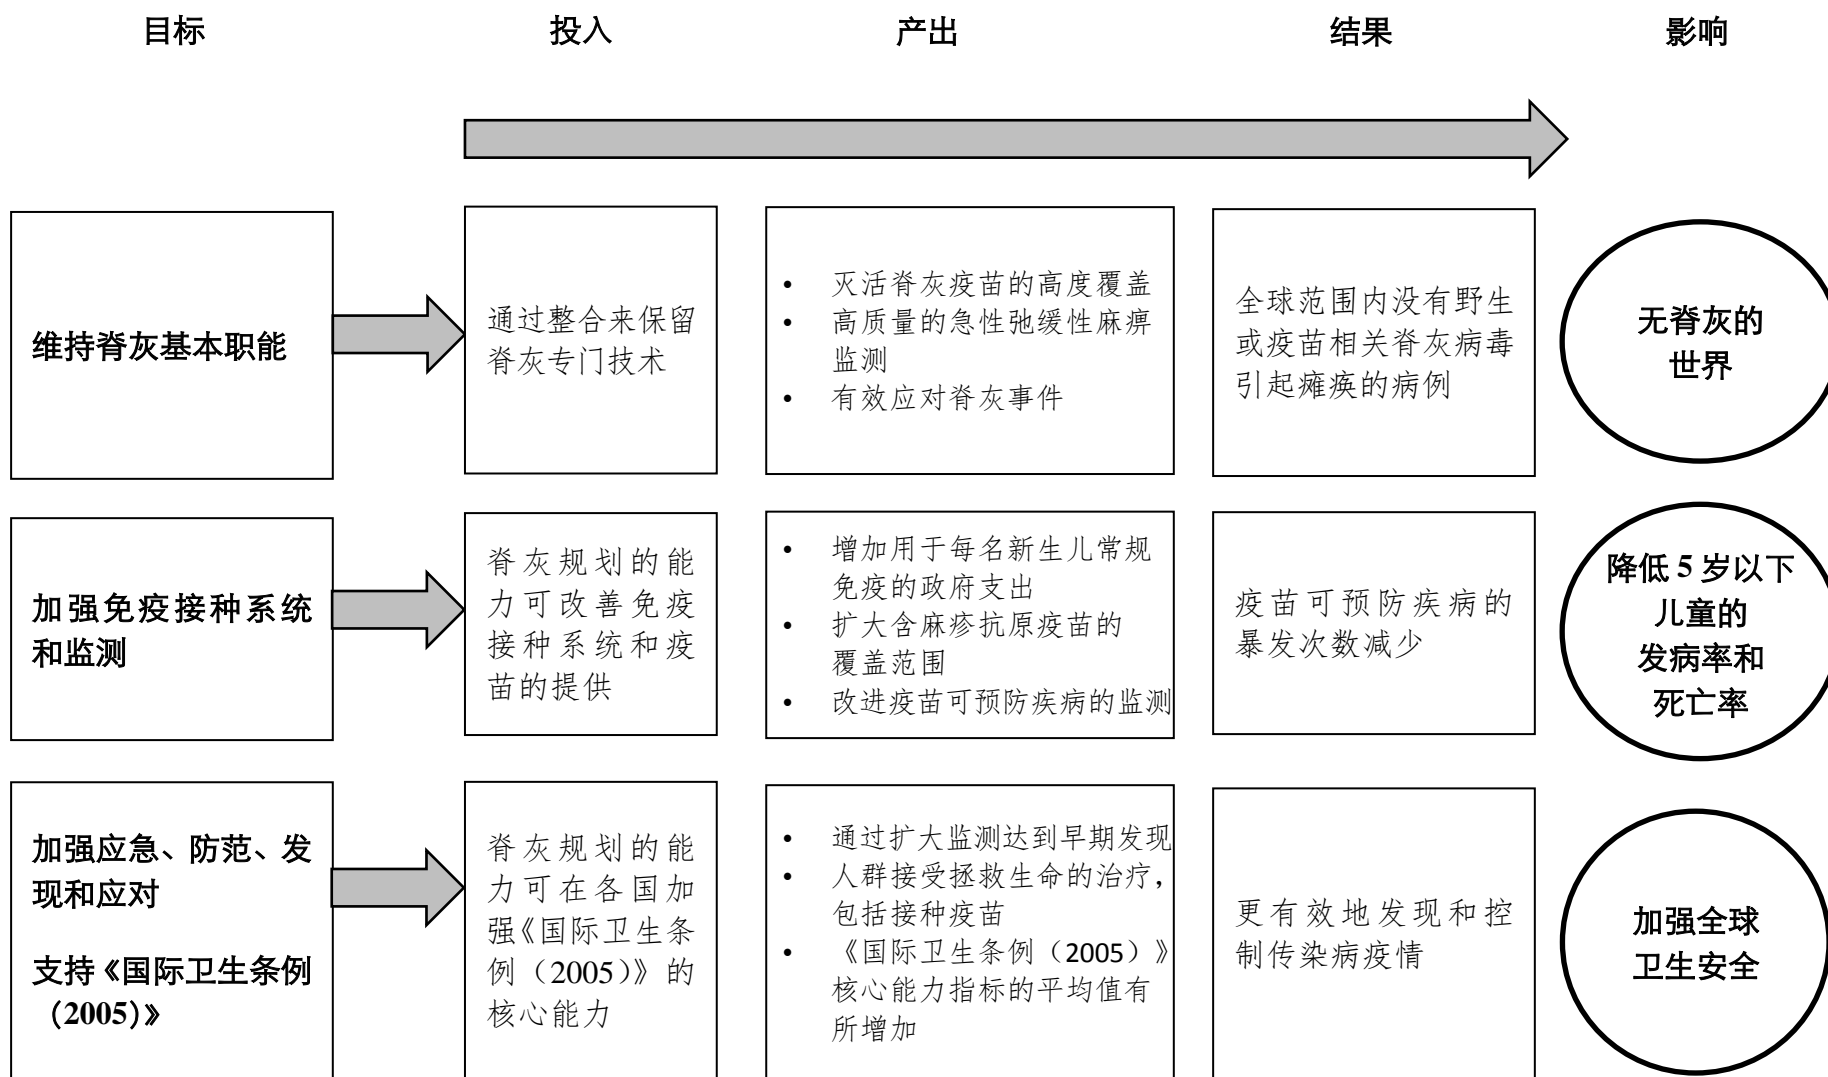 目标
投入
产出
结果
影响
维持脊灰基本职能
通过整合来保留
脊灰专门技术
• 灭活脊灰疫苗的高度覆盖
• 高质量的急性弛缓性麻痹
监测
• 有效应对脊灰事件
全球范围内没有野生
或疫苗相关脊灰病毒
引起瘫痪的病例
无脊灰的
世界
加强免疫接种系统
和监测
脊灰规划的能
力可改善免疫
接种系统和疫
苗的提供
• 增加用于每名新生儿常规
免疫的政府支出
• 扩大含麻疹抗原疫苗的
覆盖范围
• 改进疫苗可预防疾病的监测
疫苗可预防疾病的
暴发次数减少
降低 5 岁以下
儿童的
发病率和
死亡率
加强应急、防范、发
现和应对
支持《国际卫生条例
（2005）》
脊灰规划的能
力可在各国加
强《国际卫生条
例（2005）》的
核心能力
• 通过扩大监测达到早期发现
• 人群接受拯救生命的治疗，
包括接种疫苗
• 《国际卫生条例（2005）》
核心能力指标的平均值有
所增加
更有效地发现和控
制传染病疫情
加强全球
卫生安全